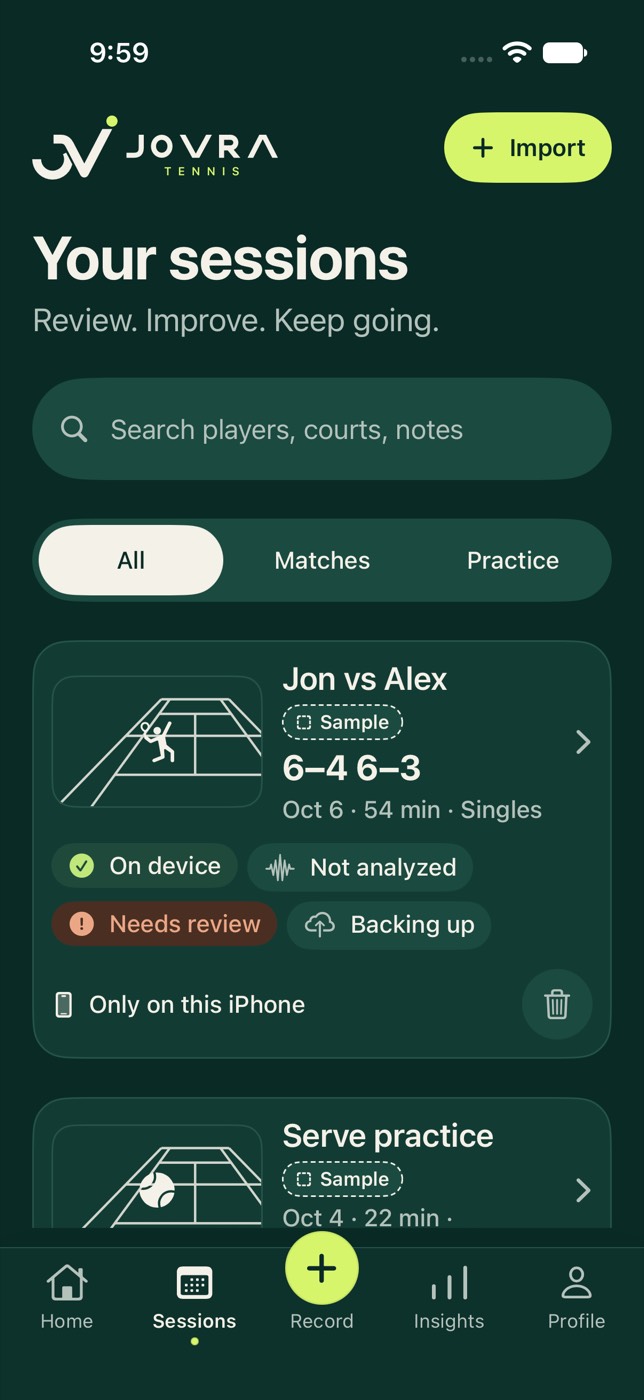 9:59
JOVRA
TENNIS
Import
Your sessions
Review. Improve. Keep going.
Search players, courts, notes
All
Matches
Practice
Jon vs Alex
Sample
6–4 6–3
Oct 6 · 54 min · Singles
On device
Not analyzed
Needs review
Backing up
Only on this iPhone
Serve practice
Sample
Oct 4 · 22 min ·
Home
Sessions
Record
Insights
Profile